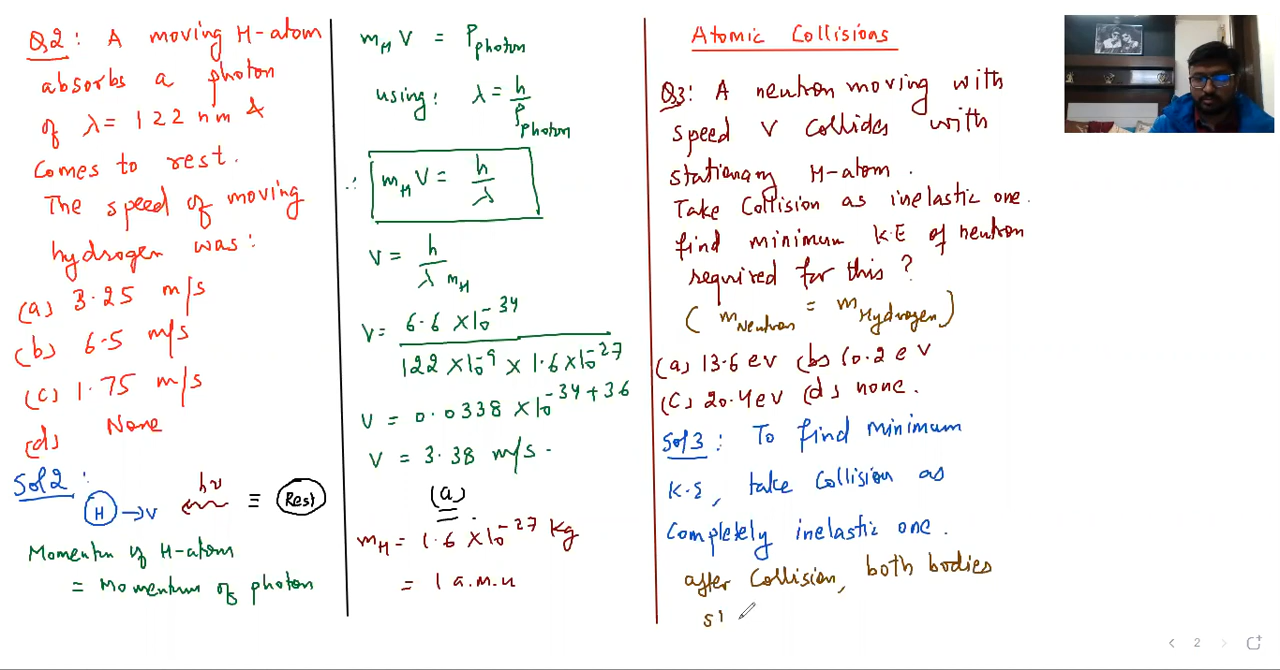 Q2: A moving H-atom
absorbs a photon
of λ = 122 nm &
comes to rest.
The speed of moving
hydrogen was:
(a) 3.25 m/s
(b) 6.5 m/s
(c) 1.75 m/s
(d) None
Sol2:
H → V hν ≡ Rest
Momentum of H-atom
= Momentum of photon
m_H V = P_photon
using: λ = h/P_photon
∴ m_H V = h/λ
V = h/(λ m_H)
V = 6.6 × 10^-34/(122 × 10^-9 × 1.6 × 10^-27)
V = 0.0338 × 10^-34+36
V = 3.38 m/s.
(a)
m_H = 1.6 × 10^-27 kg
= 1 a.m.u
Atomic Collisions
Q3: A neutron moving with
speed V collides with
stationary H-atom.
Take Collision as inelastic one.
find minimum K.E of neutron
required for this?
(m_Neutron = m_Hydrogen)
(a) 13.6 ev (b) 10.2 e V
(c) 20.4 ev (d) none.
Sol3: To find minimum
K.E, take Collision as
Completely inelastic one.
after Collision, both bodies
st
< 2 >